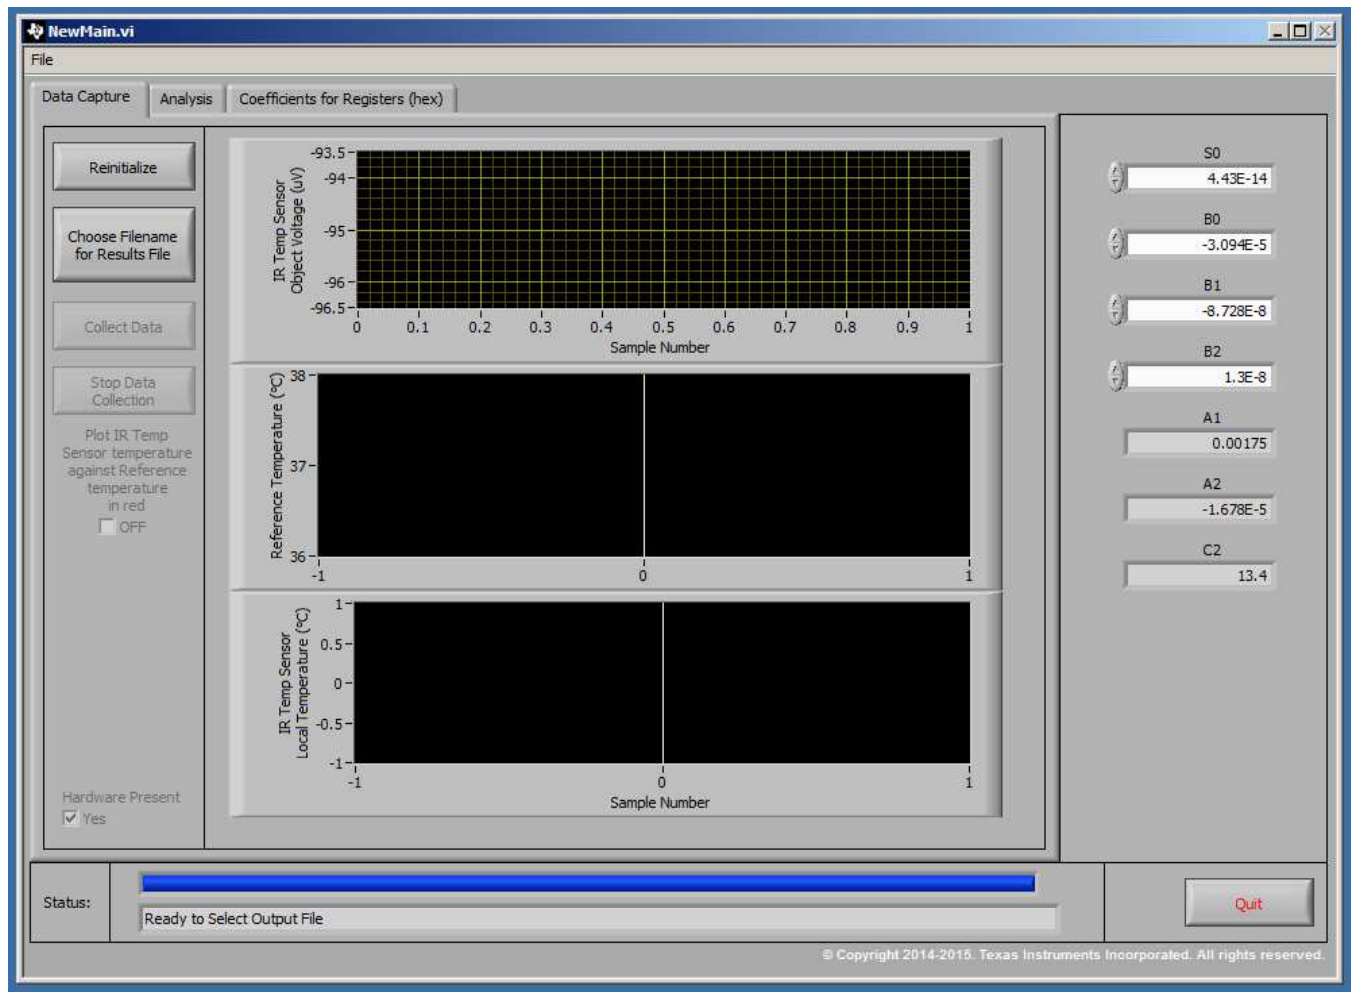 NewMain.vi
File
Data Capture
Analysis
Coefficients for Registers (hex)
Reinitialize
Choose Filename
for Results File
Collect Data
Stop Data
Collection
Plot IR Temp
Sensor temperature
against Reference
temperature
in red
OFF
Hardware Present
Yes
IR Temp Sensor
Object Voltage (uV)
-93.5
-94
-95
-96
-96.5
0 0.1 0.2 0.3 0.4 0.5 0.6 0.7 0.8 0.9 1
Sample Number
Reference Temperature (°C)
38
37
36
-1 0 1
IR Temp Sensor
Local Temperature (°C)
1
0.5
0
-0.5
-1
-1 0 1
Sample Number
S0
4.43E-14
B0
-3.094E-5
B1
-8.728E-8
B2
1.3E-8
A1
0.00175
A2
-1.678E-5
C2
13.4
Status:
Ready to Select Output File
Quit
© Copyright 2014-2015. Texas Instruments Incorporated. All rights reserved.